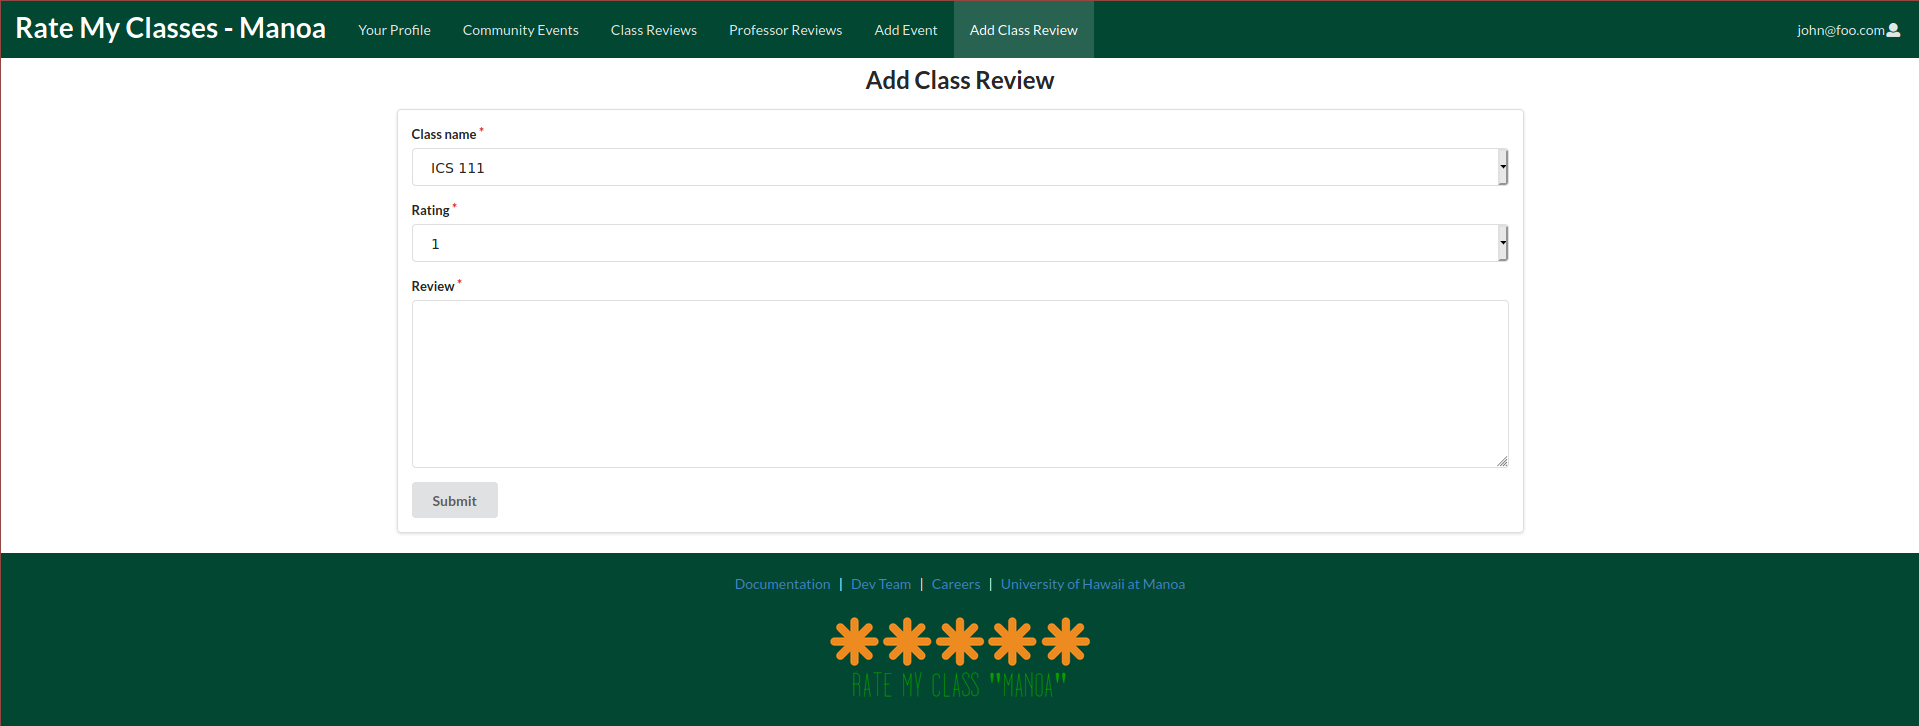 Rate My Classes - Manoa Your Profile Community Events Class Reviews Professor Reviews Add Event Add Class Review john@foo.com
Add Class Review
Class name *
ICS 111
Rating *
1
Review *
Submit
Documentation | Dev Team | Careers | University of Hawaii at Manoa
RATE MY CLASS "MANOA"